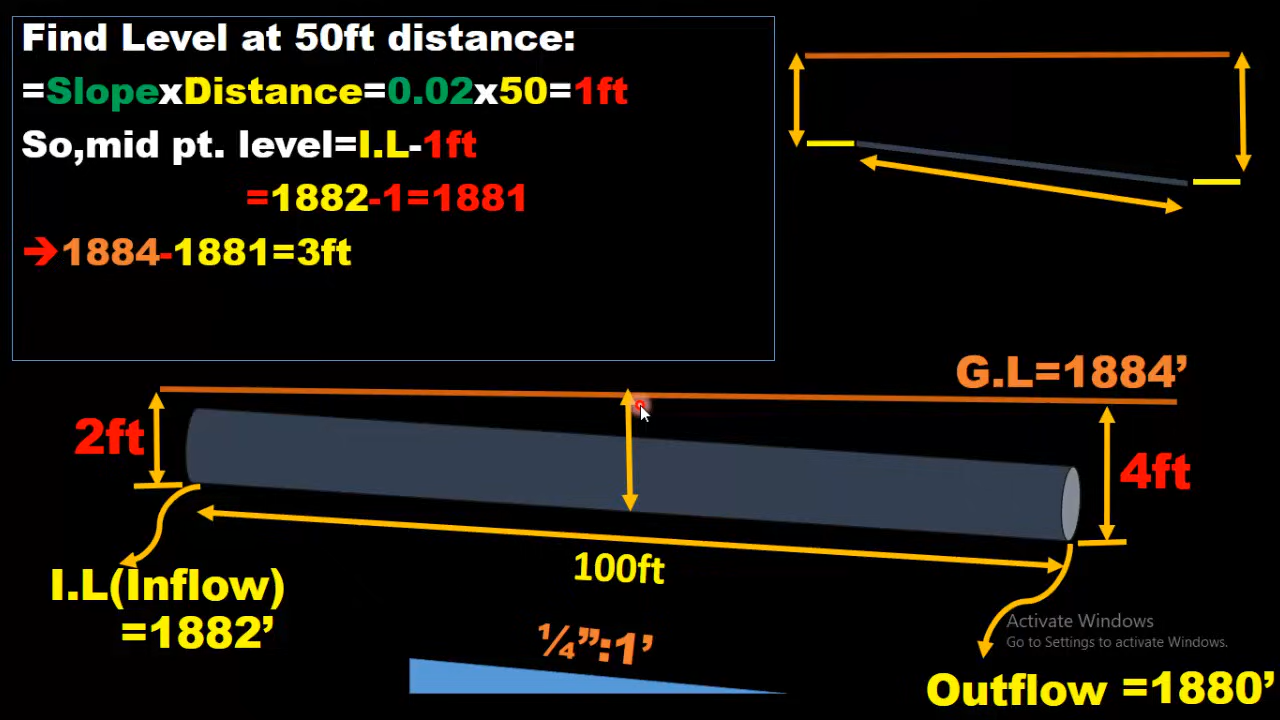 Find Level at 50ft distance:
=SlopexDistance=0.02x50=1ft
So,mid pt. level=I.L-1ft
=1882-1=1881
➔1884-1881=3ft
G.L=1884’
2ft
4ft
100ft
I.L(Inflow)
=1882’
¼”:1’
Activate Windows
Go to Settings to activate Windows.
Outflow =1880’